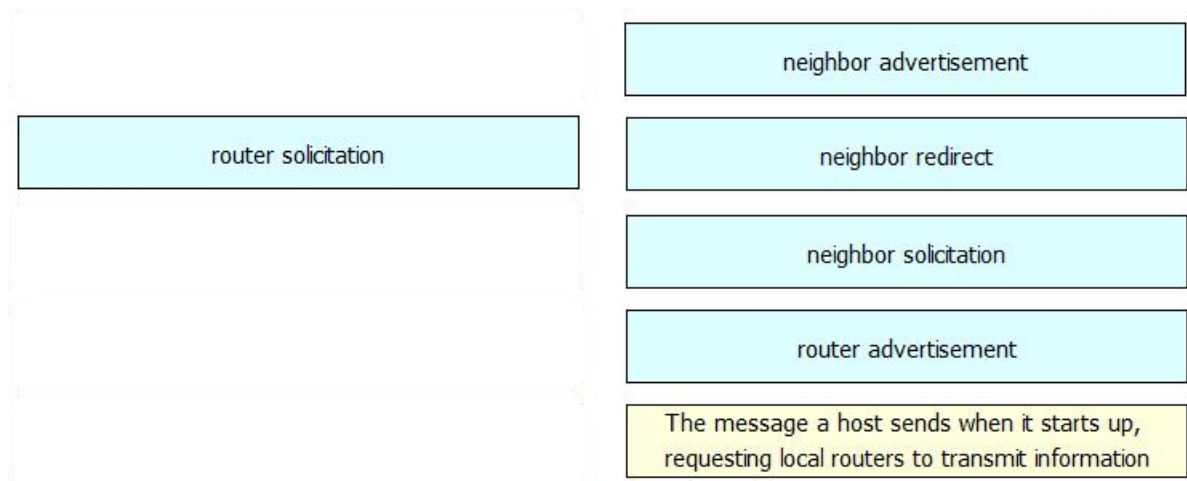 neighbor advertisement
router solicitation
neighbor redirect
neighbor solicitation
router advertisement
The message a host sends when it starts up,
requesting local routers to transmit information